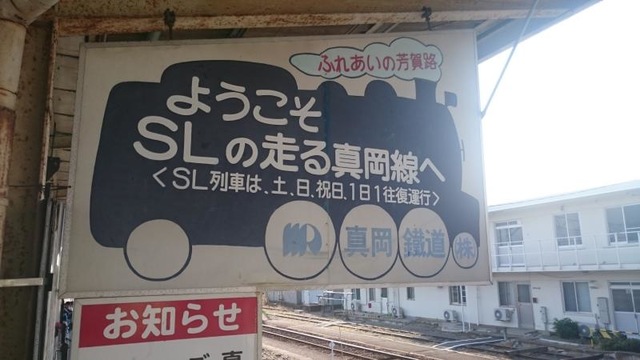 ふれあいの芳賀路
ようこそ
SLの走る真岡線へ
<SL列車は、土、日、祝日、1日1往復運行>
真岡鐵道(株)
お知らせ